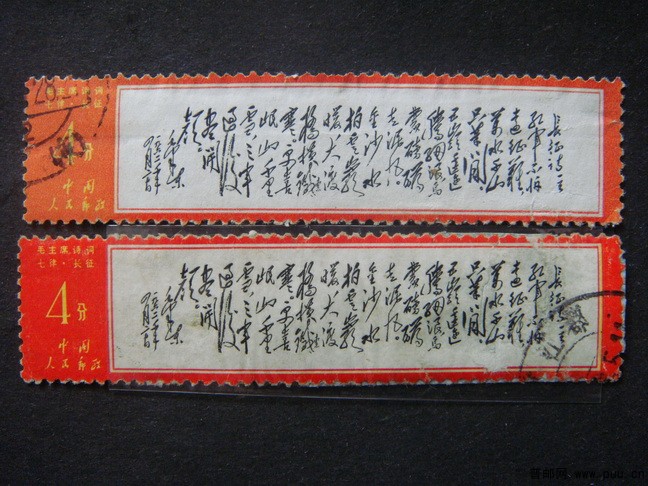 毛主席诗词
七律·长征
4分
中国
人民邮政
长征诗一首
红军不怕
远征难
万水千山
只等闲
五岭逶迤
腾细浪乌
蒙磅礴
走泥丸
金沙水
拍云崖
暖大渡
桥横铁索
寒更喜
岷山千里
雪三军
过后
尽开
颜
毛泽东
毛主席诗词
七律·长征
4分
中国
人民邮政
长征诗一首
红军不怕
远征难
万水千山
只等闲
五岭逶迤
腾细浪乌
蒙磅礴
走泥丸
金沙水
拍云崖
暖大渡
桥横铁索
寒更喜
岷山千里
雪三军
过后
尽开
颜
毛泽东